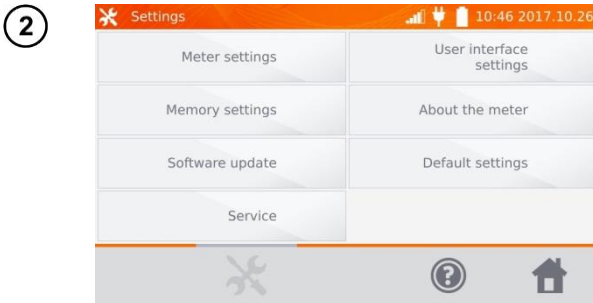 2
Settings 10:46 2017.10.26
Meter settings
User interface
settings
Memory settings
About the meter
Software update
Default settings
Service
?